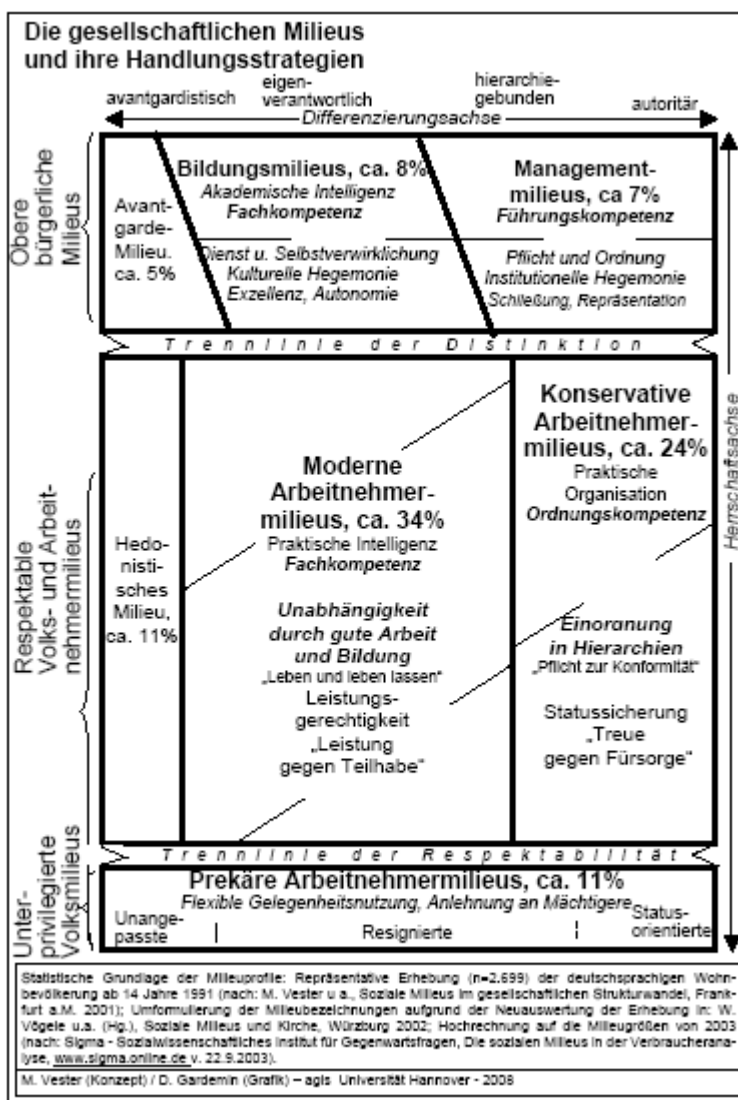 Die gesellschaftlichen Milieus
und ihre Handlungsstrategien
avantgardistisch
eigen-
verantwortlich
hierarchie-
gebunden
autoritär
Differenzierungsachse
Obere
bürgerliche
Milieus
Avant-
garde-
Milieu.
ca. 5%
Bildungsmilieus, ca. 8%
Akademische Intelligenz
Fachkompetenz
Dienst u. Selbstverwirklichung
Kulturelle Hegemonie
Exzellenz, Autonomie
Management-
milieus, ca 7%
Führungskompetenz
Pflicht und Ordnung
Institutionelle Hegemonie
Schließung, Repräsentation
Trennlinie der Distinktion
Herrschaftsachse
Respektable
Volks- und Arbeit-
nehmermilieus
Hedo-
nisti-
sches
Milieu,
ca. 11%
Moderne
Arbeitnehmer-
milieus, ca. 34%
Praktische Intelligenz
Fachkompetenz
Unabhängigkeit
durch gute Arbeit
und Bildung
„Leben und leben lassen“
Leistungs-
gerechtigkeit
„Leistung
gegen Teilhabe“
Konservative
Arbeitnehmer-
milieus, ca. 24%
Praktische
Organisation
Ordnungskompetenz
Einoranung
in Hierarchien
„Pflicht zur Konformität“
Statussicherung
„Treue
gegen Fürsorge“
Trennlinie der Respektabilität
Unter-
privilegierte
Volksmilieus
Prekäre Arbeitnehmermilieus, ca. 11%
Flexible Gelegenheitsnutzung, Anlehnung an Mächtigere
Unange-
passte
Resignierte
Status-
orientierte
Statistische Grundlage der Milieuprofile: Repräsentative Erhebung (n=2.699) der deutschsprachigen Wohn-
bevölkerung ab 14 Jahre 1991 (nach: M. Vester u a., Soziale Milieus im gesellschaftlichen Strukturwandel, Frank-
furt a.M. 2001); Umformulierung der Milieubezeichnungen aufgrund der Neuauswertung der Erhebung in: W.
Vögele u.a. (Hg.), Soziale Milieus und Kirche, Würzburg 2002; Hochrechnung auf die Milieugrößen von 2003
(nach: Sigma - Sozialwissenschaftliches Institut für Gegenwartsfragen, Die sozialen Milieus in der Verbraucherana-
lyse, www.sigma.online.de v. 22.9.2003).
M. Vester (Konzept) / D. Gardemin (Grafik) – agis Universität Hannover - 2008